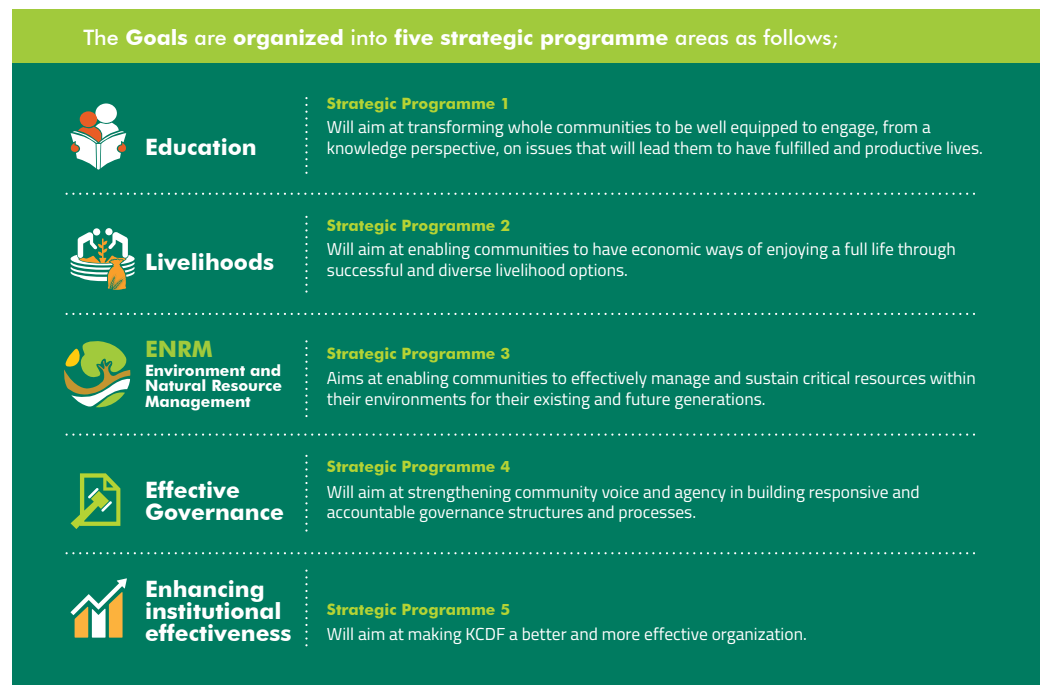 The Goals are organized into five strategic programme areas as follows;
Education
Strategic Programme 1
Will aim at transforming whole communities to be well equipped to engage, from a
knowledge perspective, on issues that will lead them to have fulfilled and productive lives.
Livelihoods
Strategic Programme 2
Will aim at enabling communities to have economic ways of enjoying a full life through
successful and diverse livelihood options.
ENRM
Environment and
Natural Resource
Management
Strategic Programme 3
Aims at enabling communities to effectively manage and sustain critical resources within
their environments for their existing and future generations.
Effective
Governance
Strategic Programme 4
Will aim at strengthening community voice and agency in building responsive and
accountable governance structures and processes.
Enhancing
institutional
effectiveness
Strategic Programme 5
Will aim at making KCDF a better and more effective organization.